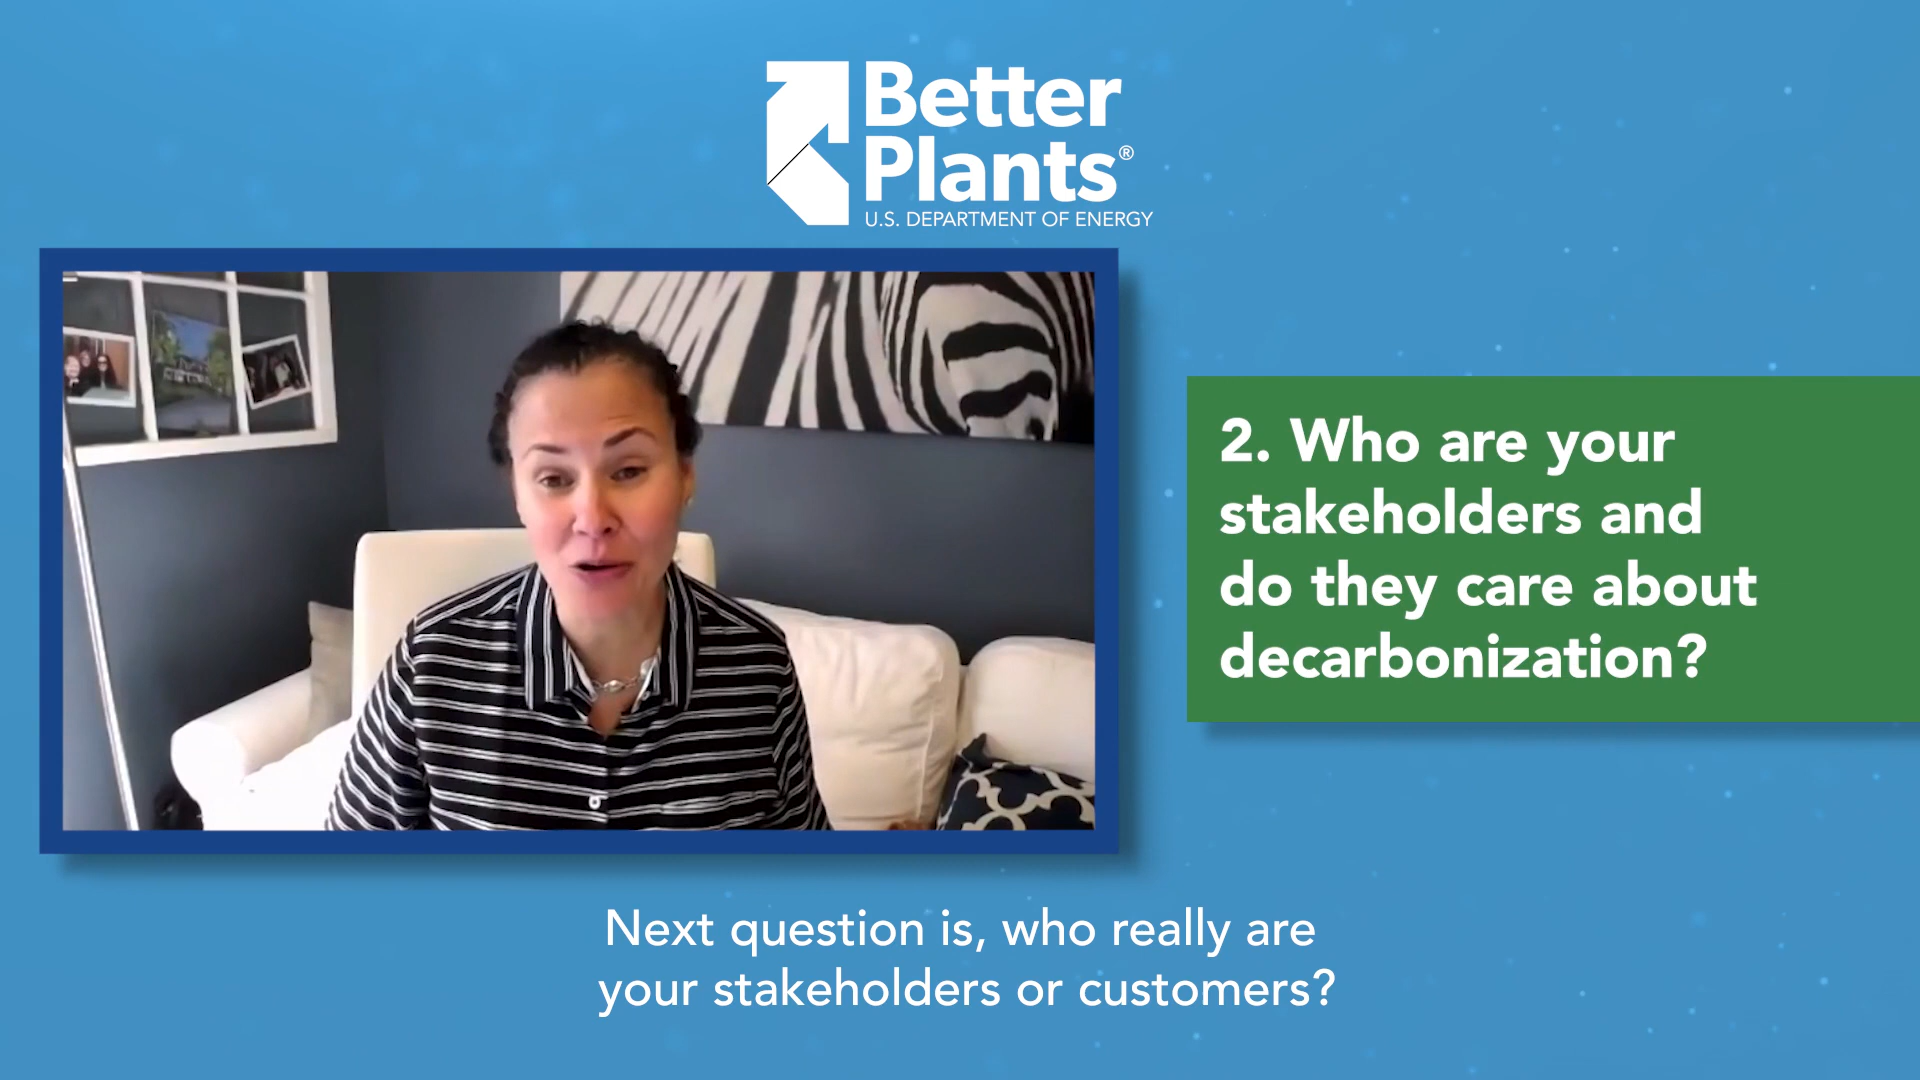 Better
Plants®
U.S. DEPARTMENT OF ENERGY
2. Who are your
stakeholders and
do they care about
decarbonization?
Next question is, who really are
your stakeholders or customers?